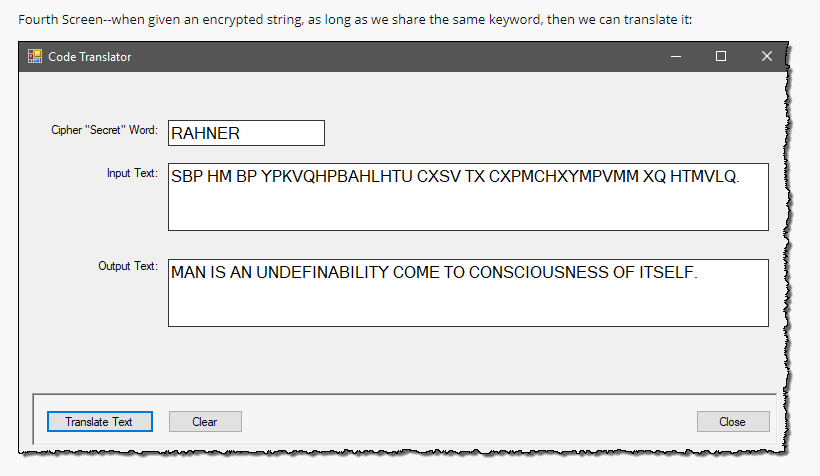 Fourth Screen--when given an encrypted string, as long as we share the same keyword, then we can translate it:
Code Translator
Cipher "Secret" Word: RAHNER
Input Text: SBP HM BP YPKVQHPBAHLHTU CXSV TX CXPMCHXYMPVMM XQ HTMVLQ.
Output Text: MAN IS AN UNDEFINABILITY COME TO CONSCIOUSNESS OF ITSELF.
Translate Text Clear Close